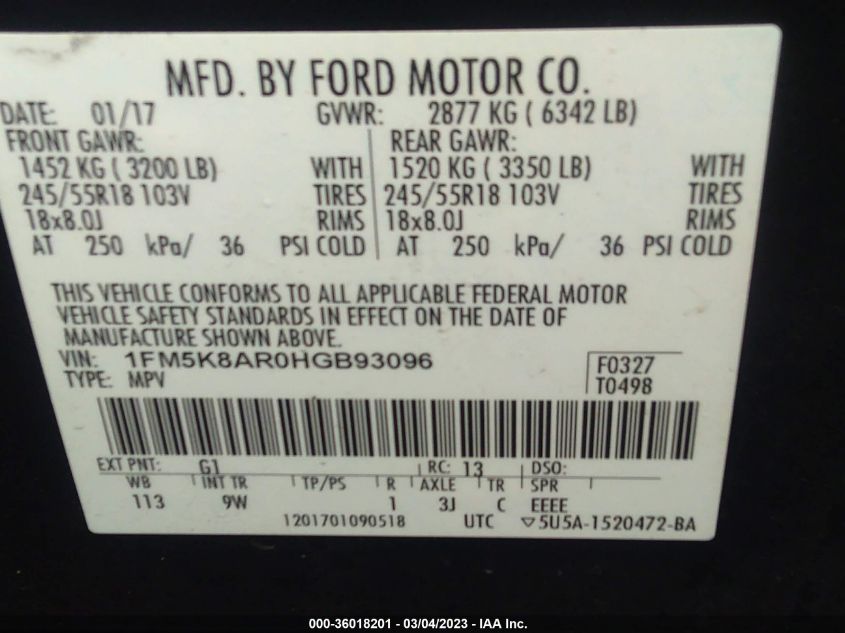 MFD. BY FORD MOTOR CO.
DATE: 01/17 GVWR: 2877 KG ( 6342 LB)
FRONT GAWR: REAR GAWR:
1452 KG ( 3200 LB) WITH 1520 KG ( 3350 LB) WITH
245/55R18 103V TIRES 245/55R18 103V TIRES
18x8.0J RIMS 18x8.0J RIMS
AT 250 kPa/ 36 PSI COLD AT 250 kPa/ 36 PSI COLD
THIS VEHICLE CONFORMS TO ALL APPLICABLE FEDERAL MOTOR
VEHICLE SAFETY STANDARDS IN EFFECT ON THE DATE OF
MANUFACTURE SHOWN ABOVE.
VIN: 1FM5K8AR0HGB93096 F0327
TYPE: MPV T0498
EXT PNT: G1 RC: 13 DSO:
WB INT TR TP/PS R AXLE TR SPR
113 9W 1 3J C EEEE
1201701090518 UTC ▽5U5A-1520472-BA
000-36018201 - 03/04/2023 - IAA Inc.